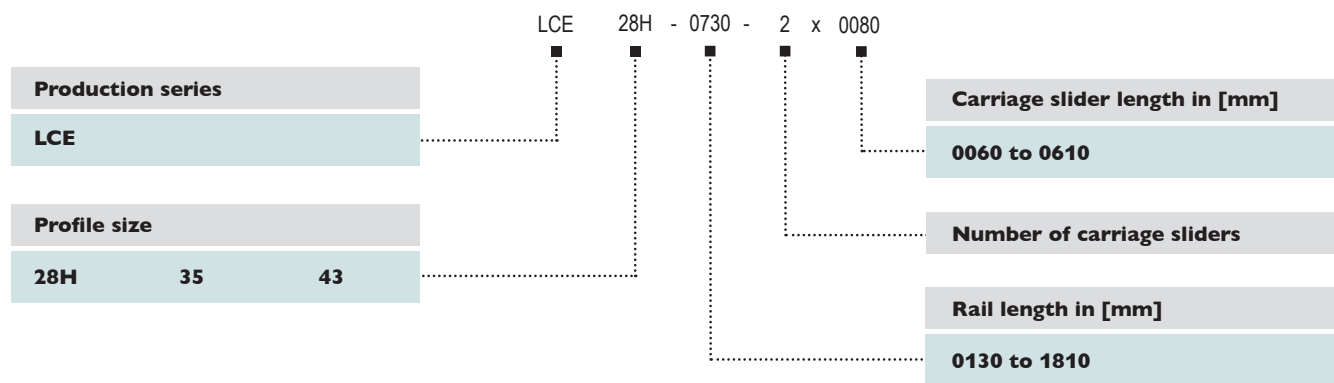 LCE 28H - 0730 - 2 x 0080
Production series
LCE
Profile size
28H 35 43
Carriage slider length in [mm]
0060 to 0610
Number of carriage sliders
Rail length in [mm]
0130 to 1810